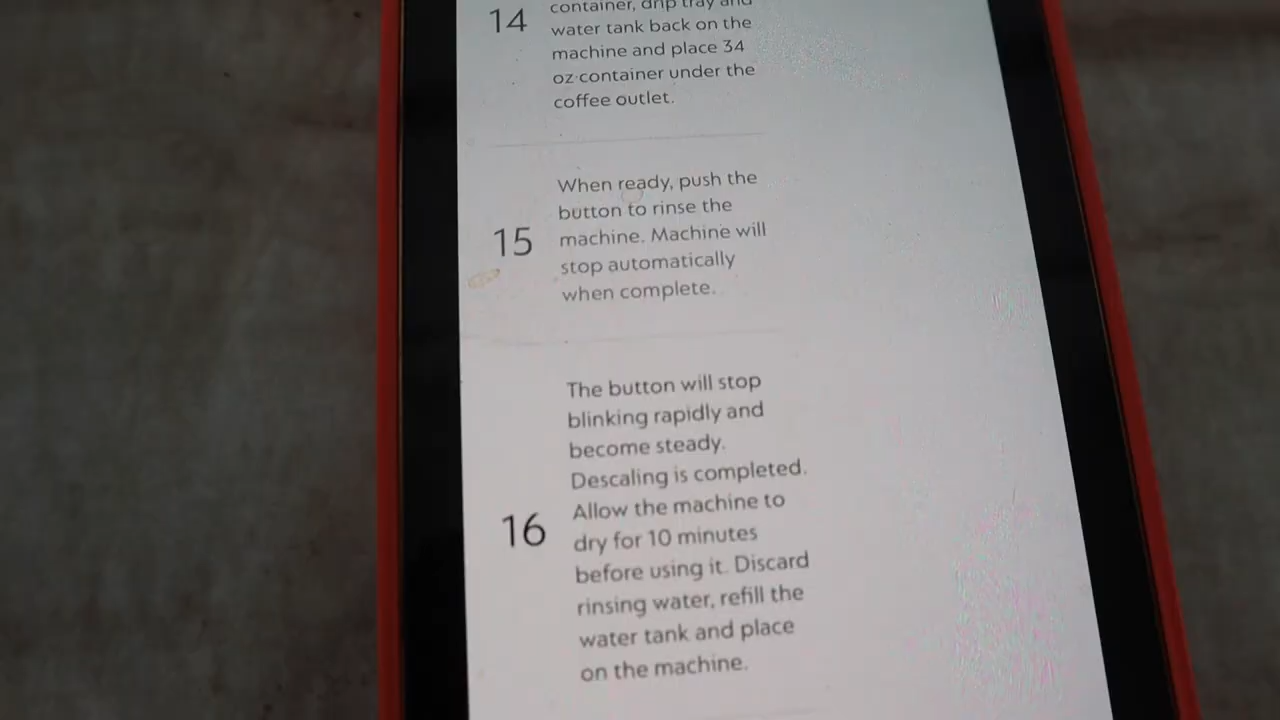 14
container, drip tray and
water tank back on the
machine and place 34
oz container under the
coffee outlet.
15
When ready, push the
button to rinse the
machine. Machine will
stop automatically
when complete.
16
The button will stop
blinking rapidly and
become steady.
Descaling is completed.
Allow the machine to
dry for 10 minutes
before using it. Discard
rinsing water, refill the
water tank and place
on the machine.